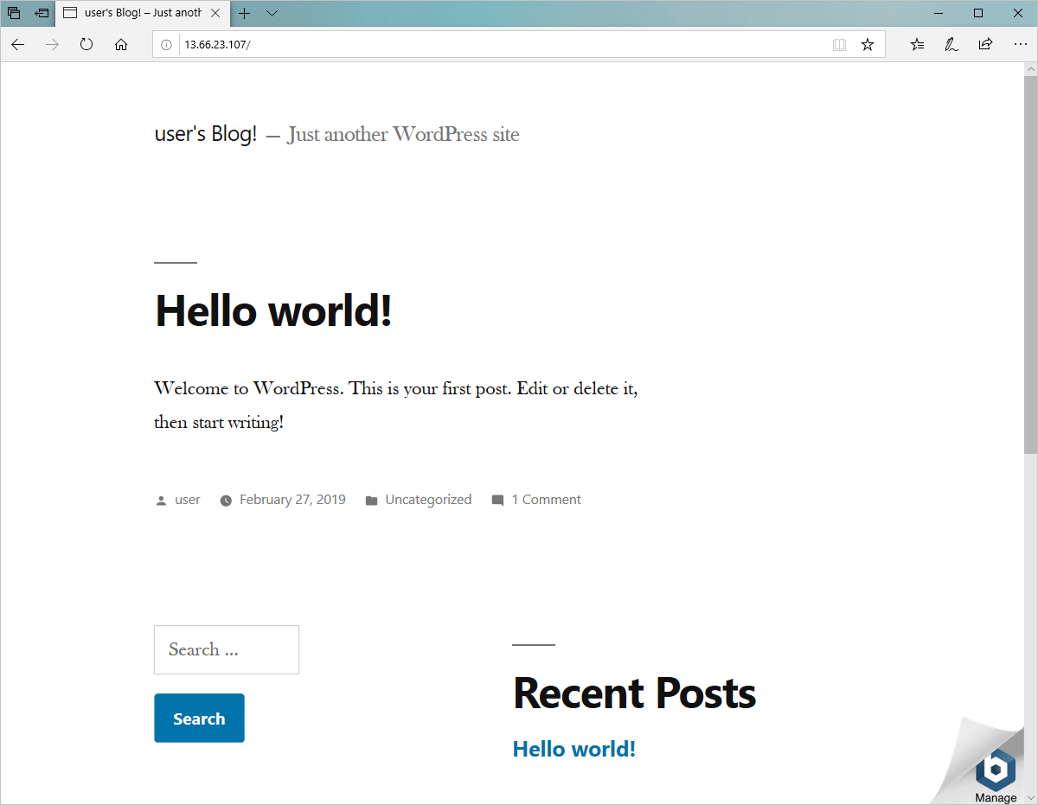 user's Blog! – Just anoth
13.66.23.107/
user's Blog! — Just another WordPress site
Hello world!
Welcome to WordPress. This is your first post. Edit or delete it,
then start writing!
user February 27, 2019 Uncategorized 1 Comment
Search ...
Search
Recent Posts
Hello world!
Manage